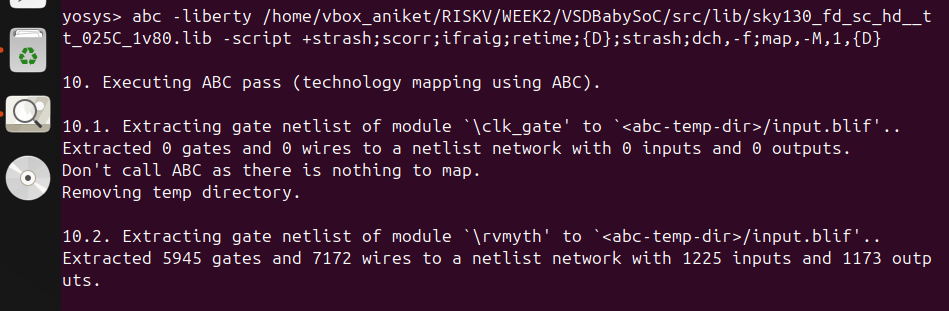 yosys> abc -liberty /home/vbox_aniket/RISKV/WEEK2/VSDBabySoC/src/lib/sky130_fd_sc_hd__t
t_025C_1v80.lib -script +strash;scorr;ifraig;retime;{D};strash;dch,-f;map,-M,1,{D}
10. Executing ABC pass (technology mapping using ABC).
10.1. Extracting gate netlist of module `\clk_gate' to `<abc-temp-dir>/input.blif'..
Extracted 0 gates and 0 wires to a netlist network with 0 inputs and 0 outputs.
Don't call ABC as there is nothing to map.
Removing temp directory.
10.2. Extracting gate netlist of module `\rvmyth' to `<abc-temp-dir>/input.blif'..
Extracted 5945 gates and 7172 wires to a netlist network with 1225 inputs and 1173 outp
uts.